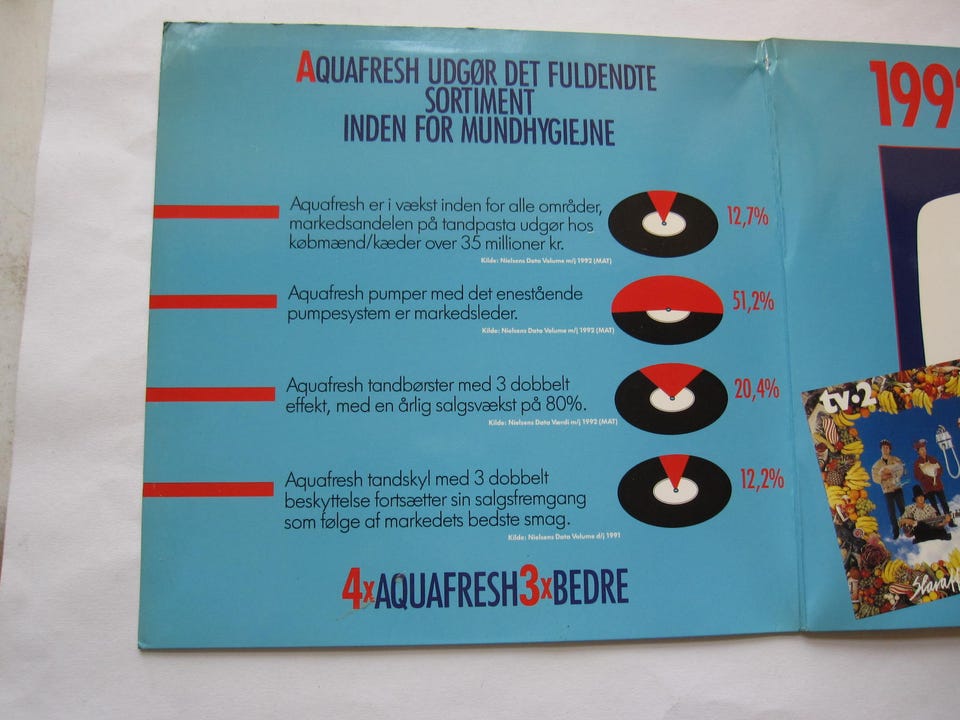 AQUAFRESH UDGØR DET FULDENDTE
SORTIMENT
INDEN FOR MUNDHYGIEJNE
Aquafresh er i vækst inden for alle områder,
markedsandelen på tandpasta udgør hos
købmænd/kæder over 35 millioner kr.
Kilde: Nielsens Data Volume m/j 1992 (MAT)
12,7%
Aquafresh pumper med det enestående
pumpesystem er markedsleder.
Kilde: Nielsens Data Volume m/j 1992 (MAT)
51,2%
Aquafresh tandbørster med 3 dobbelt
effekt, med en årlig salgsvækst på 80%.
Kilde: Nielsens Data Værdi m/j 1992 (MAT)
20,4%
Aquafresh tandskyl med 3 dobbelt
beskyttelse fortsætter sin salgsfremgang
som følge af markedets bedste smag.
Kilde: Nielsens Data Volume d/j 1991
12,2%
4xAQUAFRESH3xBEDRE
199
tv·2